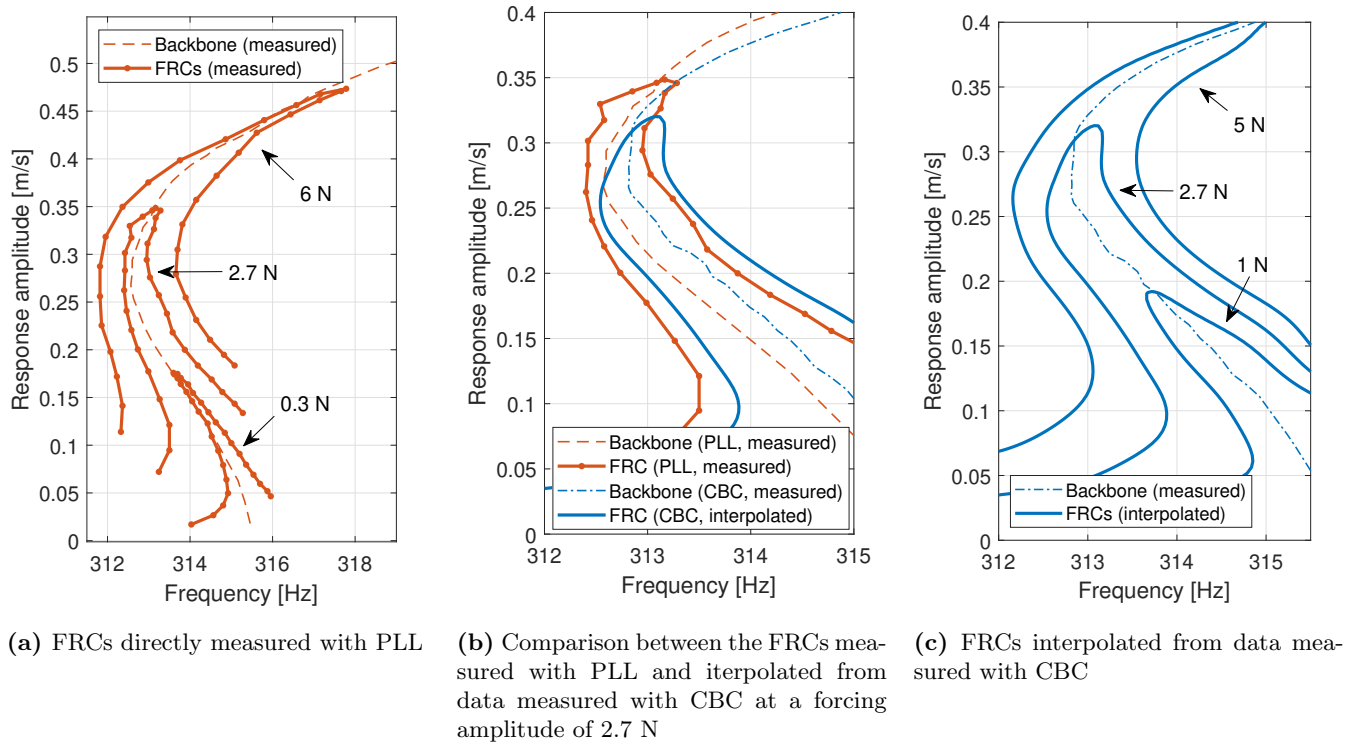 Backbone (measured)
FRCs (measured)
6 N
2.7 N
0.3 N
0
0.05
0.1
0.15
0.2
0.25
0.3
0.35
0.4
0.45
0.5
312
314
316
318
Response amplitude [m/s]
Frequency [Hz]
(a) FRCs directly measured with PLL
0.4
0.35
0.3
0.25
0.2
0.15
0.1
0.05
0
312
313
314
315
Response amplitude [m/s]
Frequency [Hz]
Backbone (PLL, measured)
FRC (PLL, measured)
Backbone (CBC, measured)
FRC (CBC, interpolated)
(b) Comparison between the FRCs mea-
sured with PLL and iterpolated from
data measured with CBC at a forcing
amplitude of 2.7 N
0.4
0.35
0.3
0.25
0.2
0.15
0.1
0.05
0
312
313
314
315
Response amplitude [m/s]
Frequency [Hz]
5 N
2.7 N
1 N
Backbone (measured)
FRCs (interpolated)
(c) FRCs interpolated from data mea-
sured with CBC